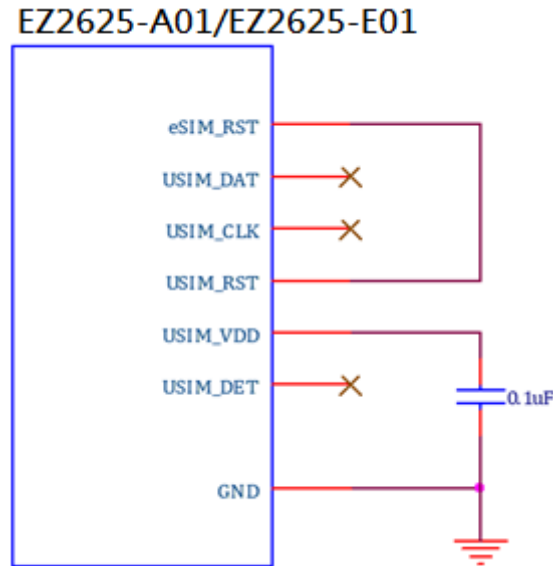 EZ2625-A01/EZ2625-E01
eSIM_RST
USIM_DAT
USIM_CLK
USIM_RST
USIM_VDD
USIM_DET
0.1uF
GND